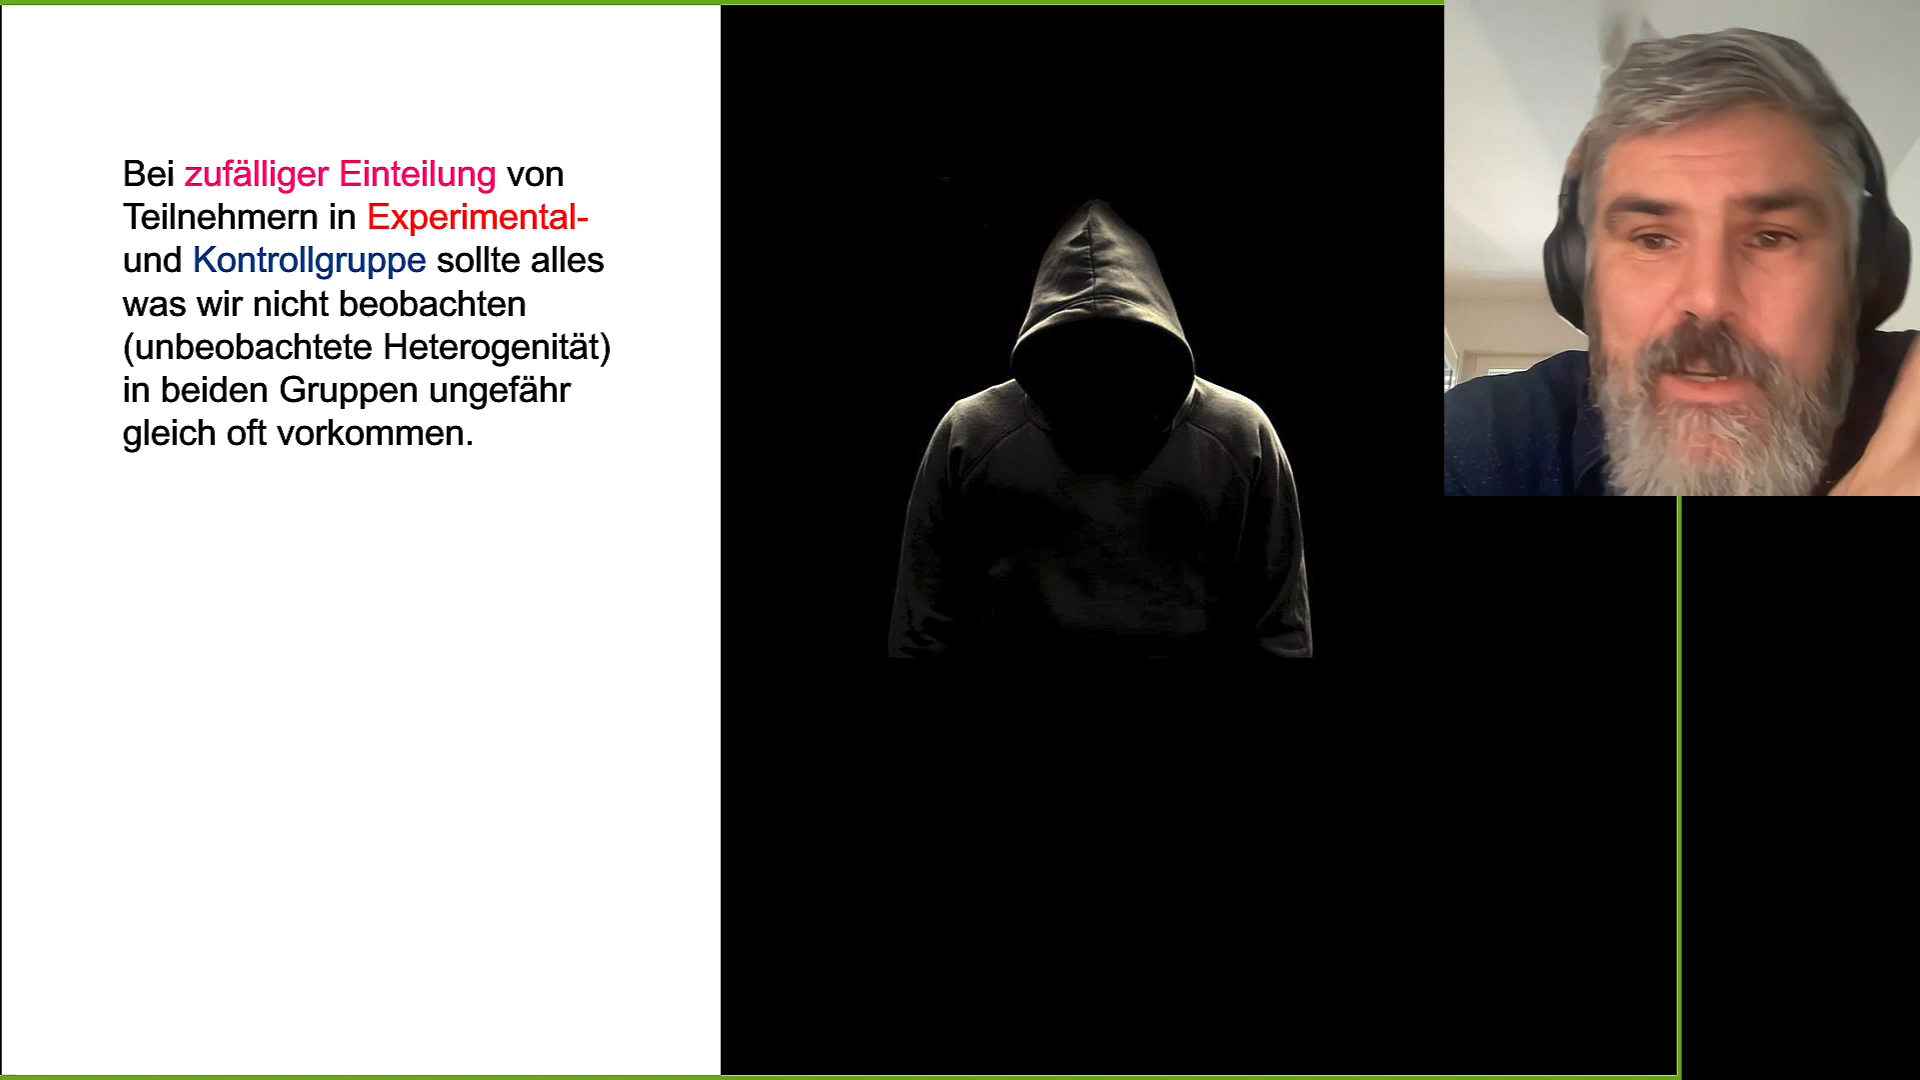 Bei zufälliger Einteilung von
Teilnehmern in Experimental-
und Kontrollgruppe sollte alles
was wir nicht beobachten
(unbeobachtete Heterogenität)
in beiden Gruppen ungefähr
gleich oft vorkommen.